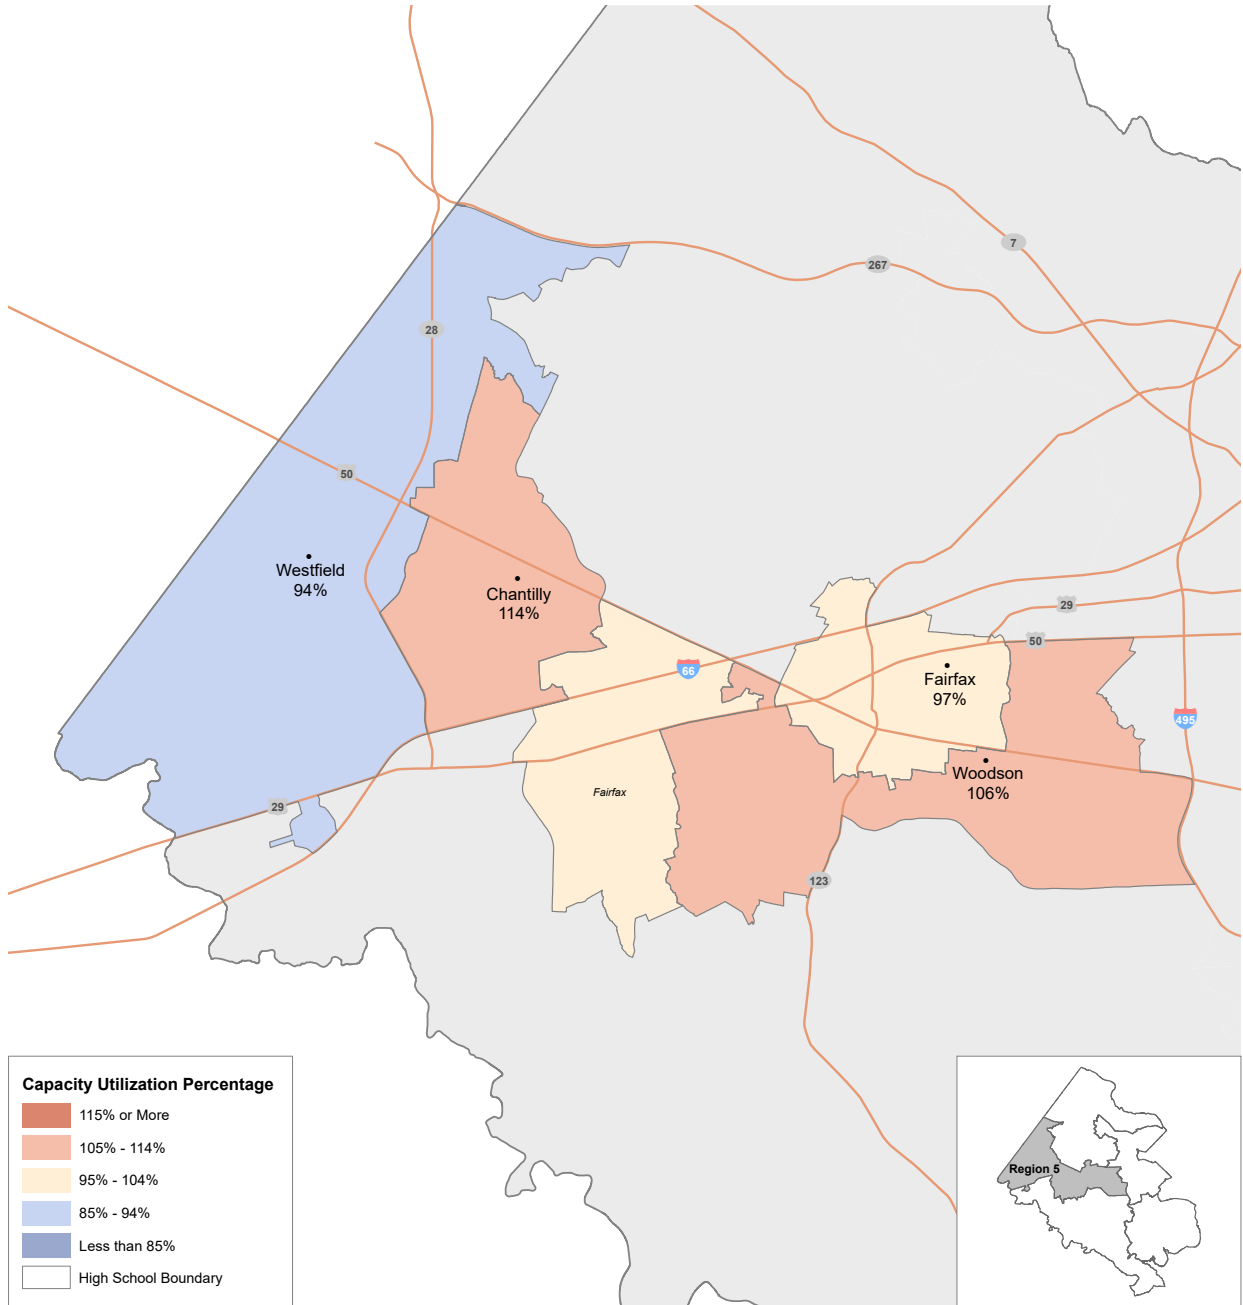 7
267
28
50
Westfield
94%
Chantilly
114%
29
50
66
Fairfax
97%
495
Woodson
106%
Fairfax
29
123
Capacity Utilization Percentage
115% or More
105% - 114%
95% - 104%
85% - 94%
Less than 85%
High School Boundary
Region 5